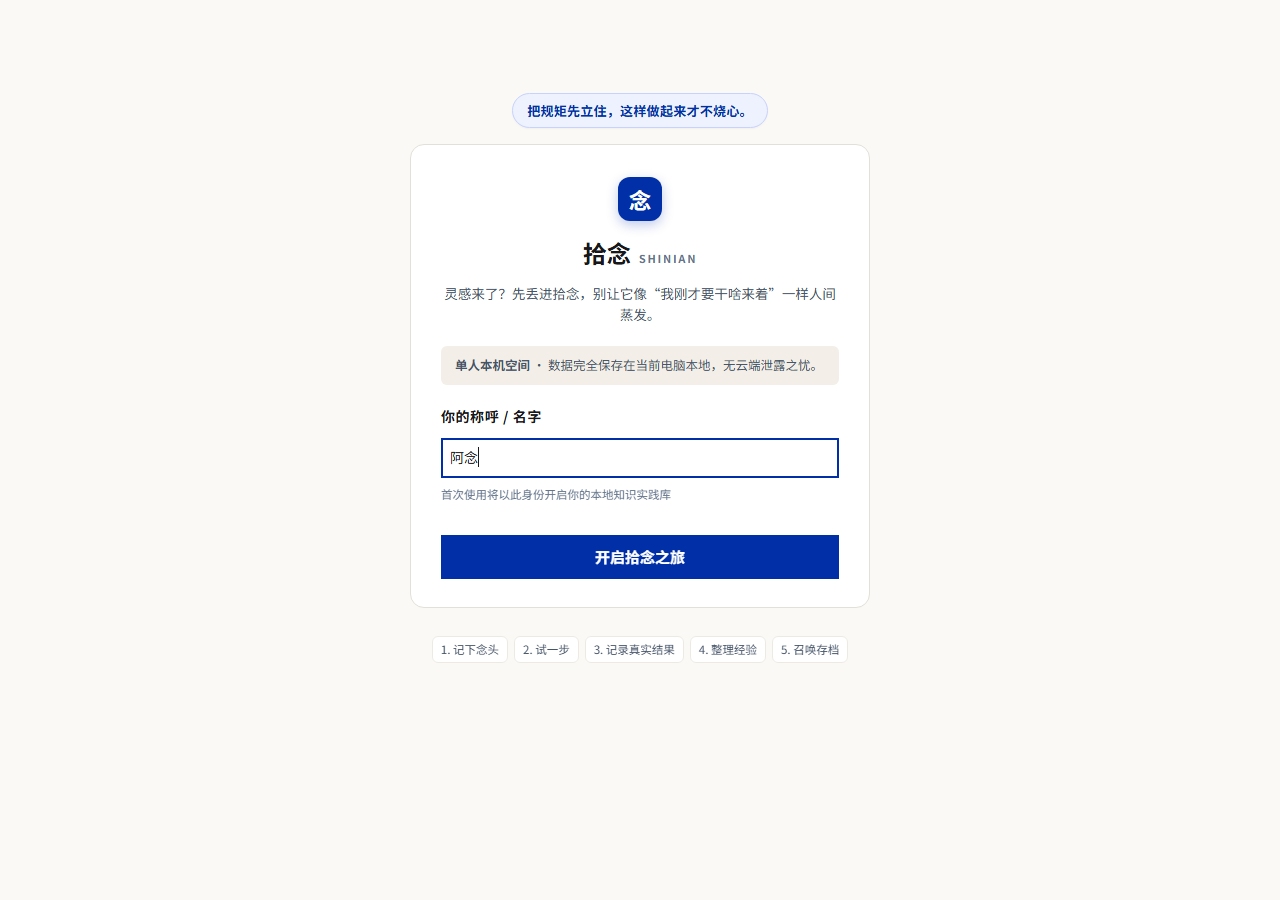 把规矩先立住，这样做起来才不烧心。
念
拾念 SHINIAN
灵感来了？先丢进拾念，别让它像“我刚才要干啥来着”一样人间
蒸发。
单人本机空间 · 数据完全保存在当前电脑本地，无云端泄露之忧。
你的称呼 / 名字
阿念
首次使用将以此身份开启你的本地知识实践库
开启拾念之旅
1. 记下念头 2. 试一步 3. 记录真实结果 4. 整理经验 5. 召唤存档